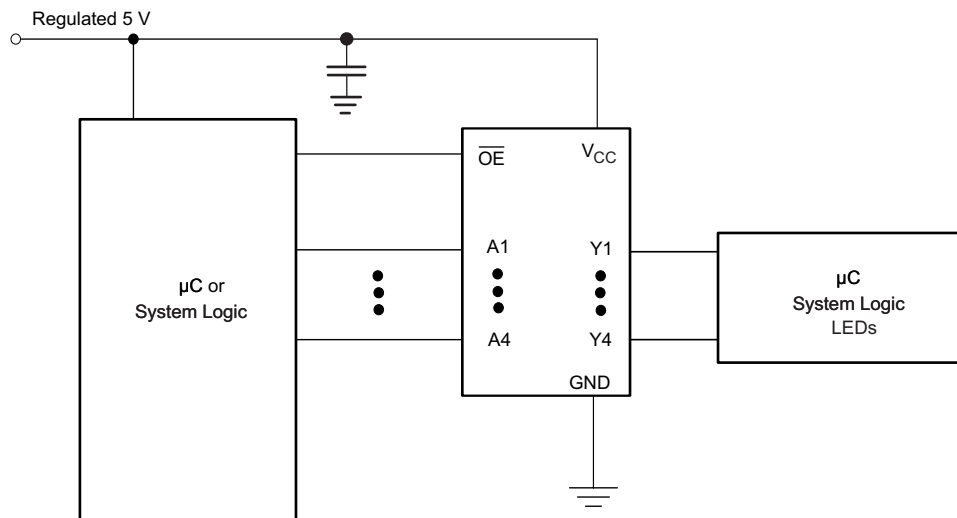 Regulated 5 V
OE
VCC
A1
Y1
µC or
System Logic
µC
System Logic
LEDs
A4
Y4
GND